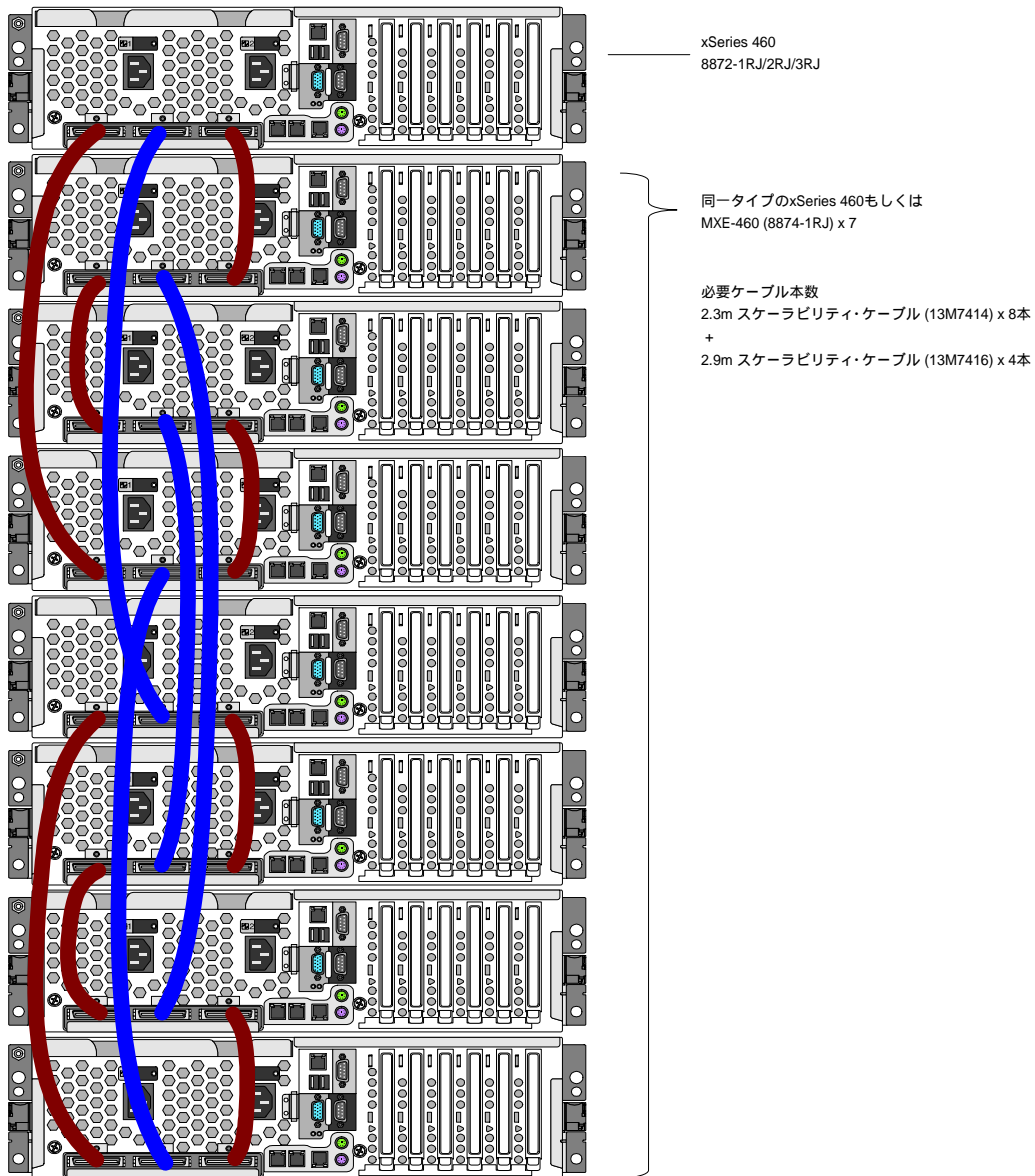 xSeries 460
8872-1RJ/2RJ/3RJ
同一タイプのxSeries 460もしくは
MXE-460 (8874-1RJ) x 7
必要ケーブル本数
2.3m スケーラビリティ・ケーブル (13M7414) x 8本
+
2.9m スケーラビリティ・ケーブル (13M7416) x 4本